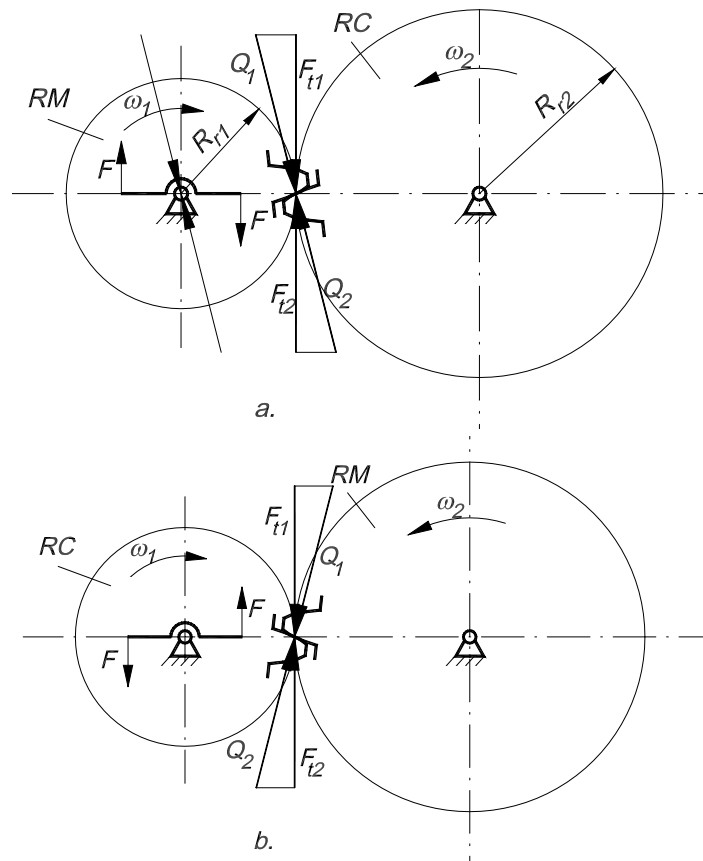 RC
Q1
Ft1
ω2
RM
ω1
Rr1
Rr2
F
F
Ft2
Q2
a.
RM
Ft1
ω2
RC
ω1
Q1
F
F
Q2
Ft2
b.